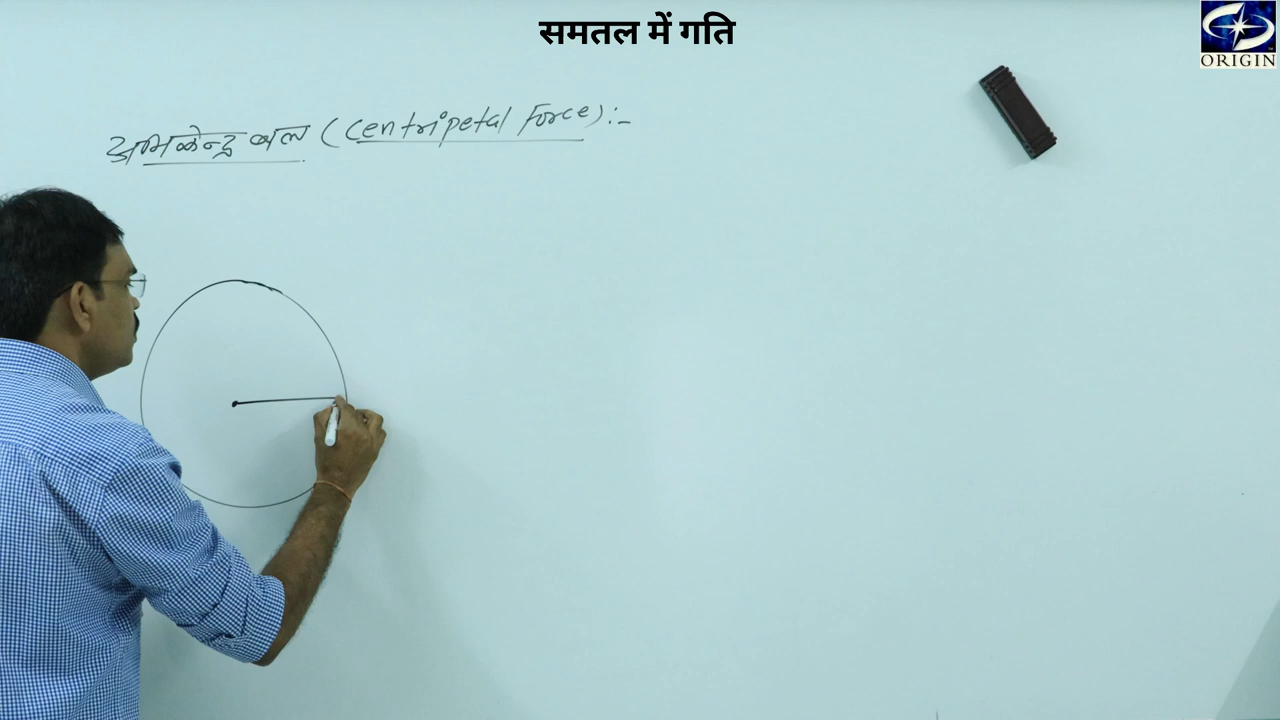 समतल में गति
ORIGIN
अभिकेन्द्र बल (Centripetal Force):-